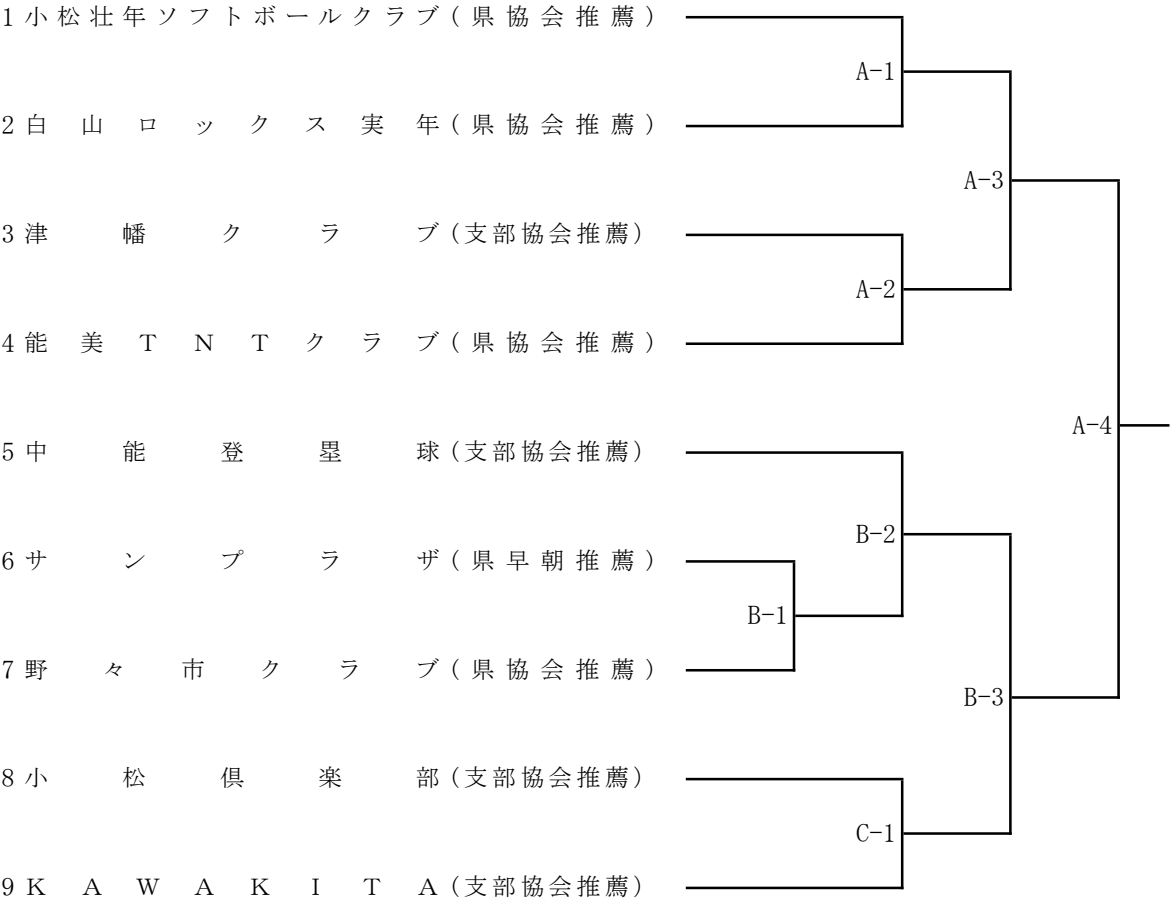 1 小松壮年ソフトボールクラブ(県協会推薦)
A-1
2 白山ロックス実年(県協会推薦)
A-3
3 津幡クラブ(支部協会推薦)
A-2
4 能美TNTクラブ(県協会推薦)
A-4
5 中能登塁球(支部協会推薦)
B-2
6 サンプラザ(県早朝推薦)
B-1
7 野々市クラブ(県協会推薦)
B-3
8 小松倶楽部(支部協会推薦)
C-1
9 KAWAKITA(支部協会推薦)